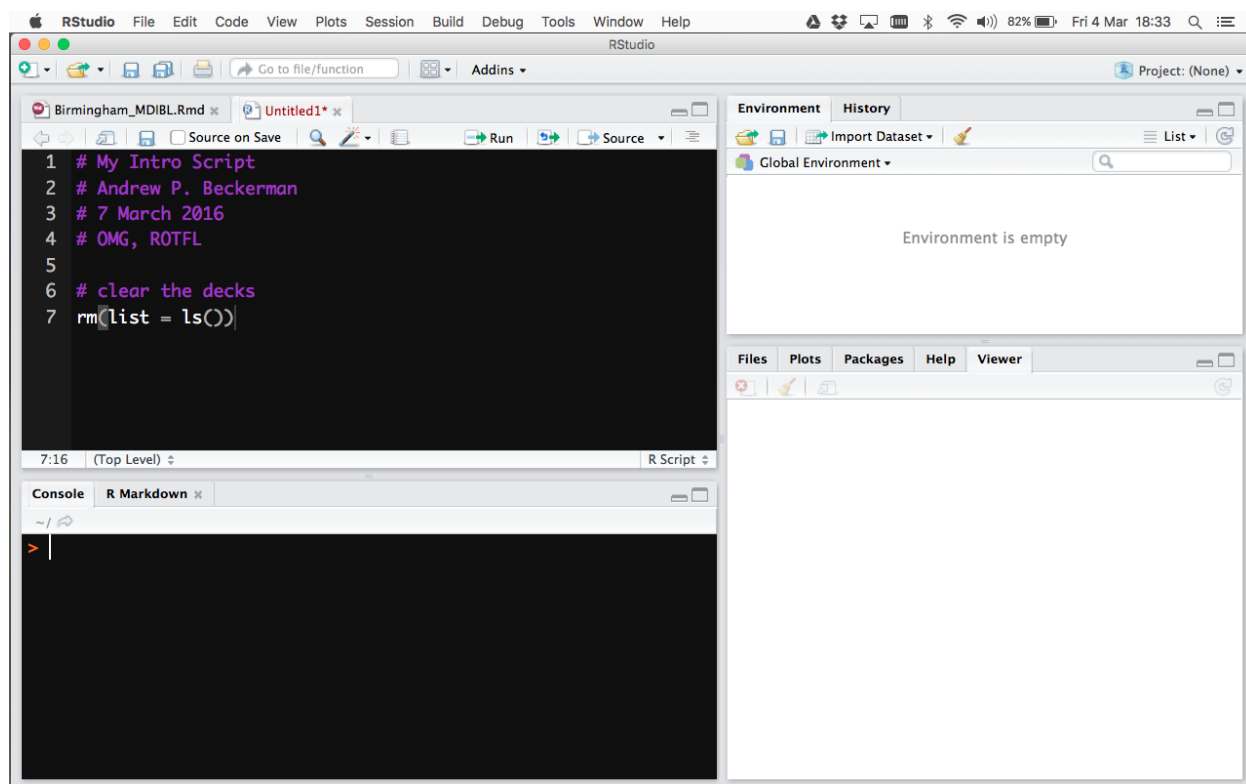 RStudio File Edit Code View Plots Session Build Debug Tools Window Help 82% Fri 4 Mar 18:33
RStudio
Go to file/function Addins Project: (None)
Birmingham_MDIBL.Rmd Untitled1*
Source on Save Run Source
1 # My Intro Script
2 # Andrew P. Beckerman
3 # 7 March 2016
4 # OMG, ROTFL
5
6 # clear the decks
7 rm(list = ls())
7:16 (Top Level) R Script
Console R Markdown
~/
>
Environment History
Import Dataset List
Global Environment
Environment is empty
Files Plots Packages Help Viewer